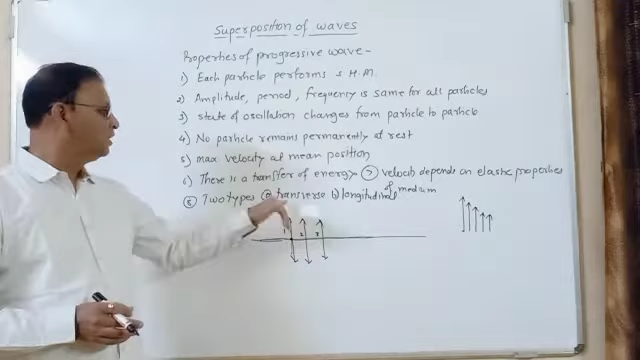 Superposition of waves
Properties of progressive wave -
1) Each particle performs S.H.M.
2) Amplitude, period, frequency is same for all particles
3) state of oscillation changes from particle to particle
4) No particle remains permanently at rest
5) max velocity at mean position
6) There is a transfer of energy ⑦ velocity depends on elastic properties
of medium
⑧ Two types ⓐ transverse b) longitudinal
1 2 3